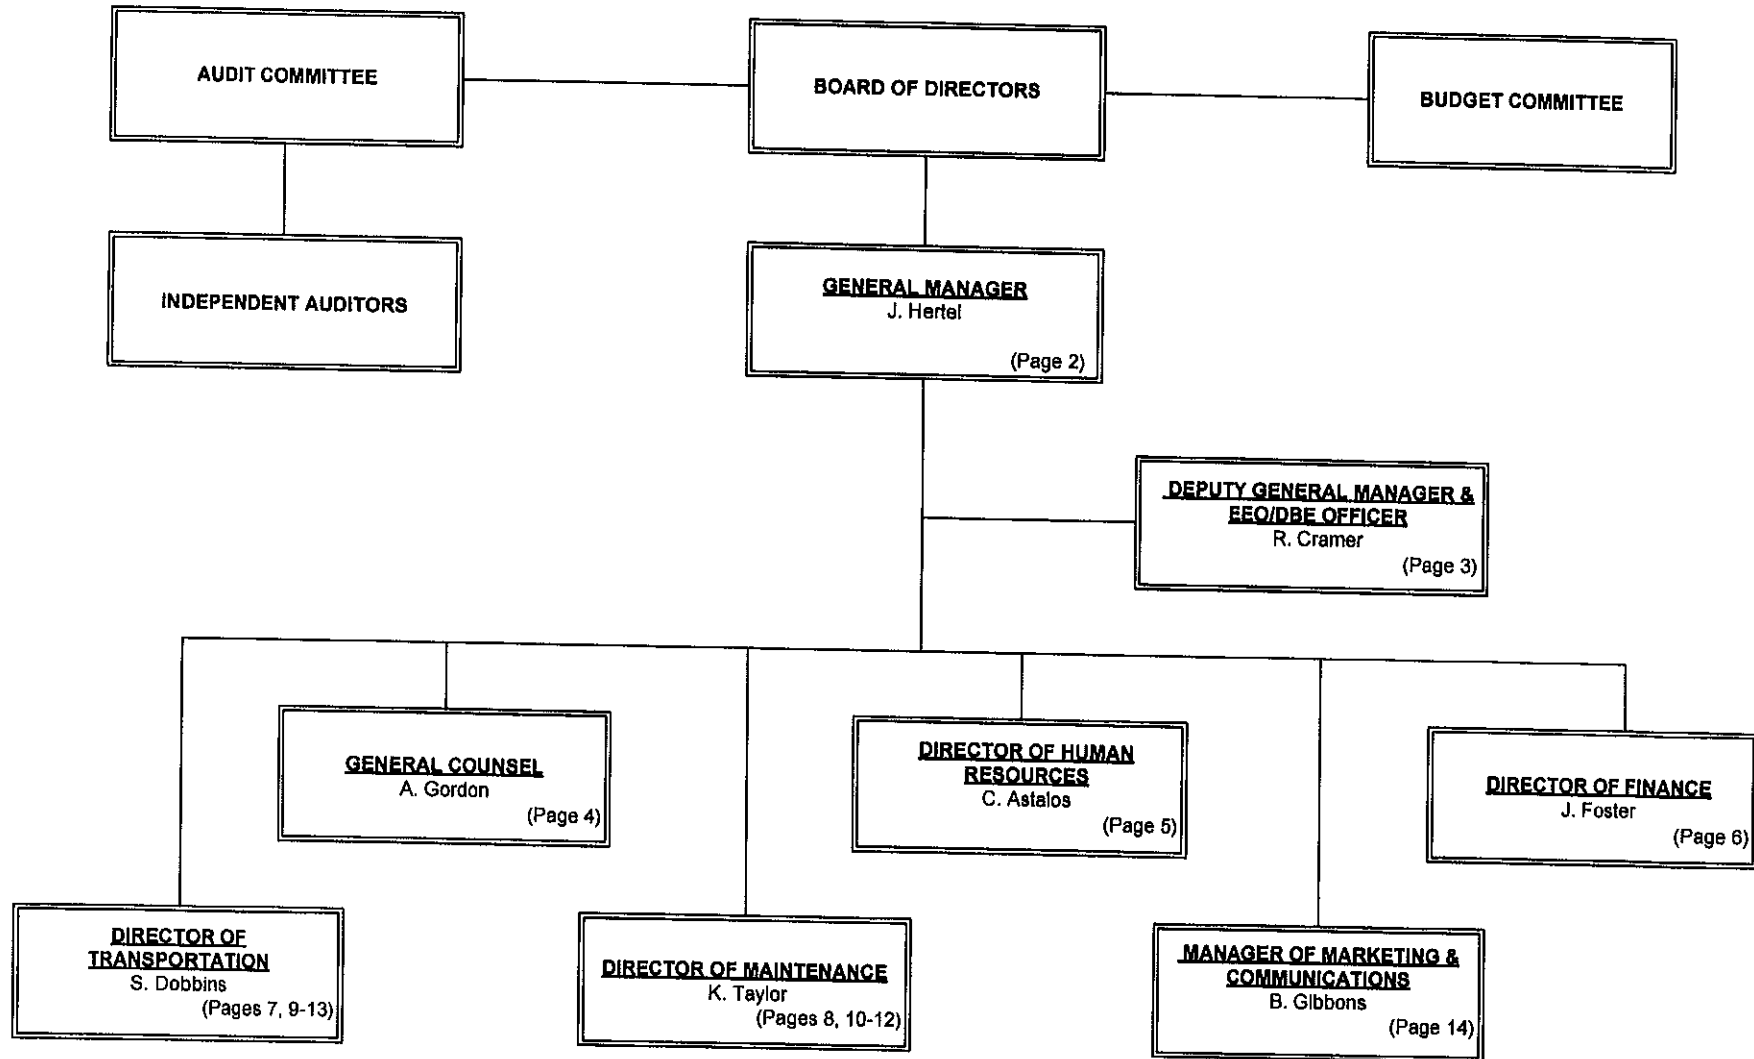 AUDIT COMMITTEE
BOARD OF DIRECTORS
BUDGET COMMITTEE
INDEPENDENT AUDITORS
GENERAL MANAGER
J. Hertel
(Page 2)
DEPUTY GENERAL MANAGER &
EEO/DBE OFFICER
R. Cramer
(Page 3)
GENERAL COUNSEL
A. Gordon
(Page 4)
DIRECTOR OF HUMAN
RESOURCES
C. Astalos
(Page 5)
DIRECTOR OF FINANCE
J. Foster
(Page 6)
DIRECTOR OF
TRANSPORTATION
S. Dobbins
(Pages 7, 9-13)
DIRECTOR OF MAINTENANCE
K. Taylor
(Pages 8, 10-12)
MANAGER OF MARKETING &
COMMUNICATIONS
B. Gibbons
(Page 14)